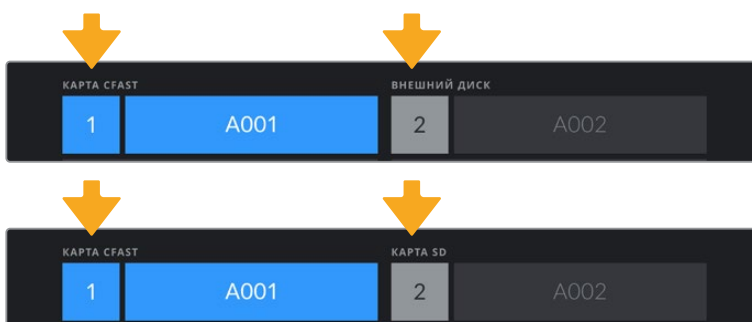 КАРТА CFAST ВНЕШНИЙ ДИСК
1 A001 2 A002
КАРТА CFAST КАРТА SD
1 A001 2 A002